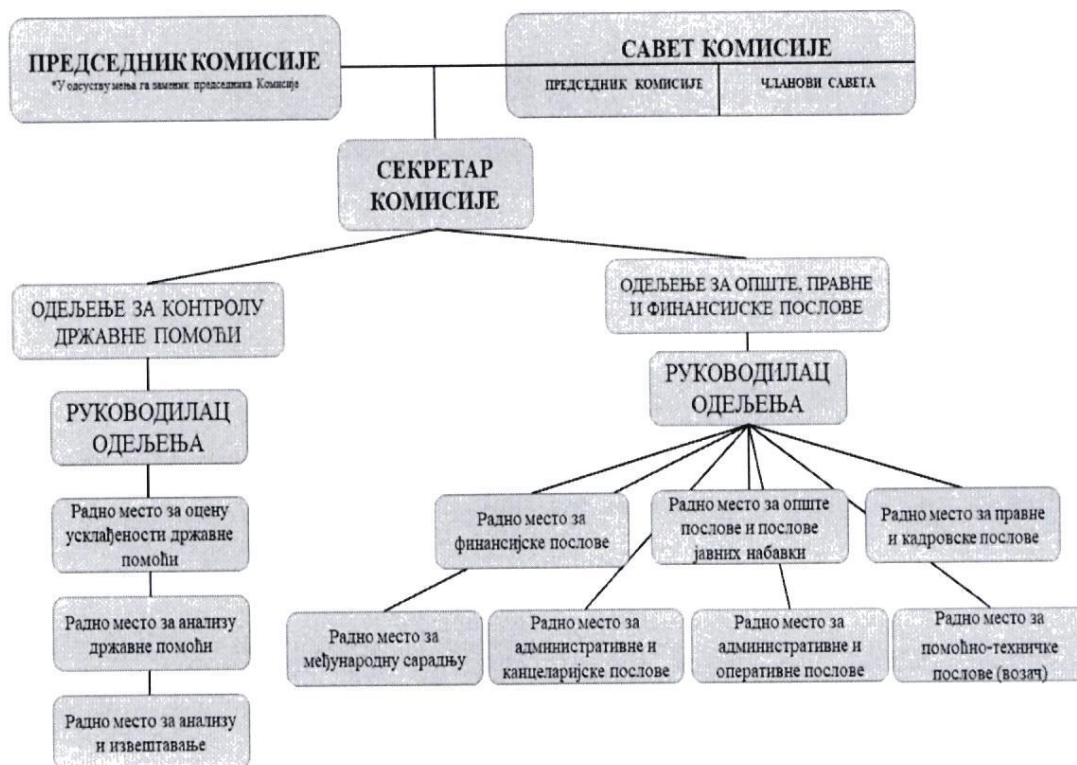 ПРЕДСЕДНИК КОМИСИЈЕ
*У одсуству мења га заменик председника Комисије
САВЕТ КОМИСИЈЕ
ПРЕДСЕДНИК КОМИСИЈЕ
ЧЛАНОВИ САВЕТА
СЕКРЕТАР
КОМИСИЈЕ
ОДЕЉЕЊЕ ЗА КОНТРОЛУ
ДРЖАВНЕ ПОМОЋИ
РУКОВОДИЛАЦ
ОДЕЉЕЊА
Радно место за оцену
усклађености државне
помоћи
Радно место за анализу
државне помоћи
Радно место за анализу
и извештавање
ОДЕЉЕЊЕ ЗА ОПШТЕ, ПРАВНЕ
И ФИНАНСИЈСКЕ ПОСЛОВЕ
РУКОВОДИЛАЦ
ОДЕЉЕЊА
Радно место за
финансијске послове
Радно место за опште
послове и послове
јавних набавки
Радно место за правне
и кадровске послове
Радно место за
међународну сарадњу
Радно место за
административне и
канцеларијске послове
Радно место за
административне и
оперативне послове
Радно место за
помоћно-техничке
послове (возач)